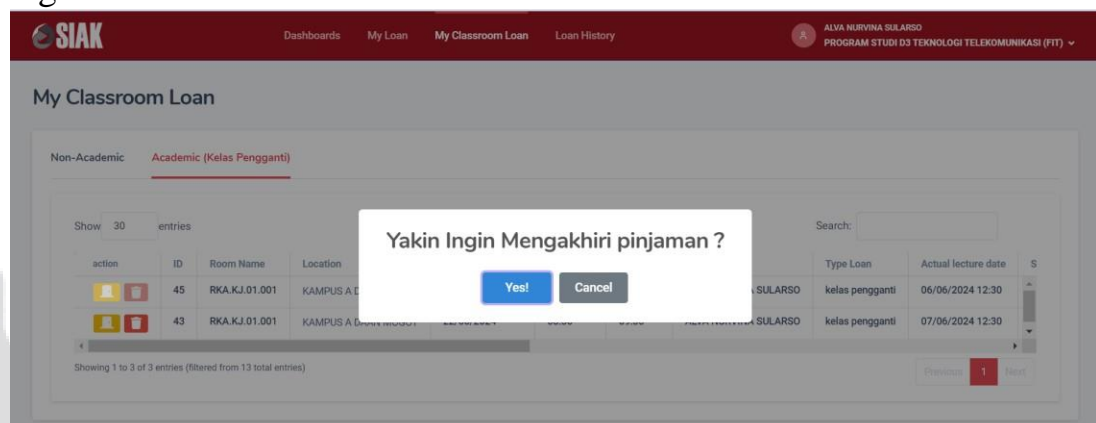 SIAK
Dashboards My Loan My Classroom Loan Loan History
ALVA NURVINA SULARSO
PROGRAM STUDI D3 TEKNOLOGI TELEKOMUNIKASI (FIT)
My Classroom Loan
Non-Academic Academic (Kelas Pengganti)
Show 30 entries Search:
Yakin Ingin Mengakhiri pinjaman ?
Yes! Cancel
action ID Room Name Location Type Loan Actual lecture date S
45 RKA.KJ.01.001 KAMPUS A SULARSO kelas pengganti 06/06/2024 12:30
43 RKA.KJ.01.001 KAMPUS A SULARSO kelas pengganti 07/06/2024 12:30
Showing 1 to 3 of 3 entries (filtered from 13 total entries)
Previous 1 Next